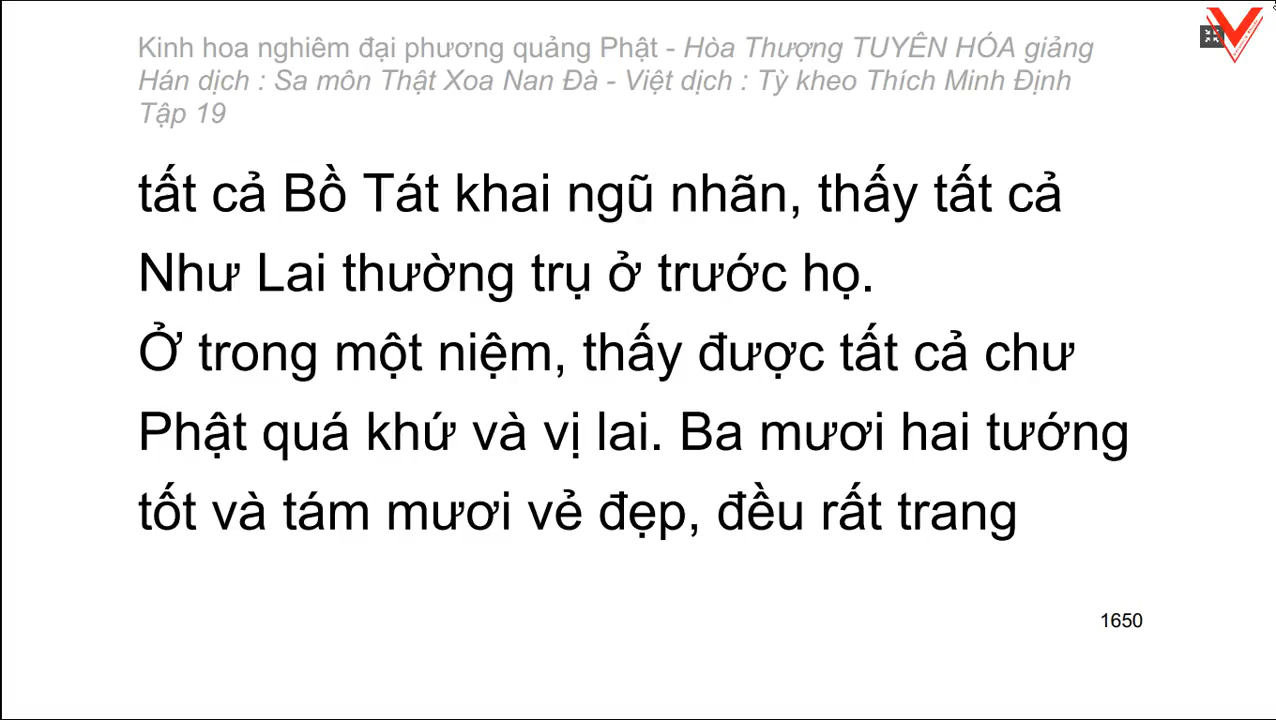 Kinh hoa nghiêm đại phương quảng Phật - Hòa Thượng TUYÊN HÓA giảng
Hán dịch : Sa môn Thật Xoa Nan Đà - Việt dịch : Tỳ kheo Thích Minh Định
Tập 19
tất cả Bồ Tát khai ngũ nhãn, thấy tất cả
Như Lai thường trụ ở trước họ.
Ở trong một niệm, thấy được tất cả chư
Phật quá khứ và vị lai. Ba mươi hai tướng
tốt và tám mươi vẻ đẹp, đều rất trang
1650